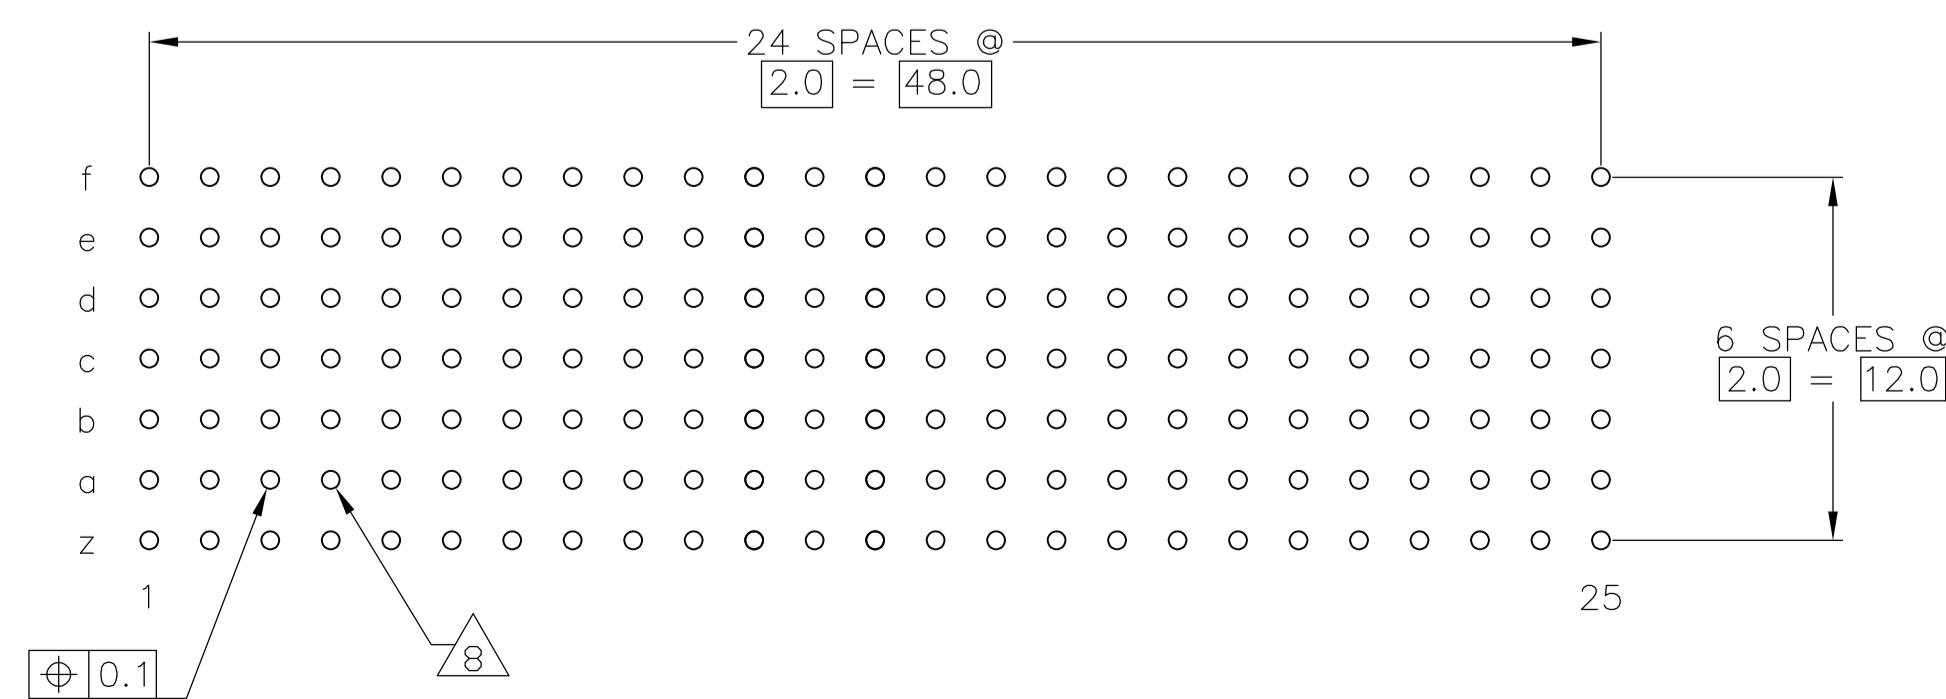 24 SPACES @
2.0 = 48.0
f
e
d
c
6 SPACES @
2.0 = 12.0
b
a
z
1
25
8
⌖ 0.1